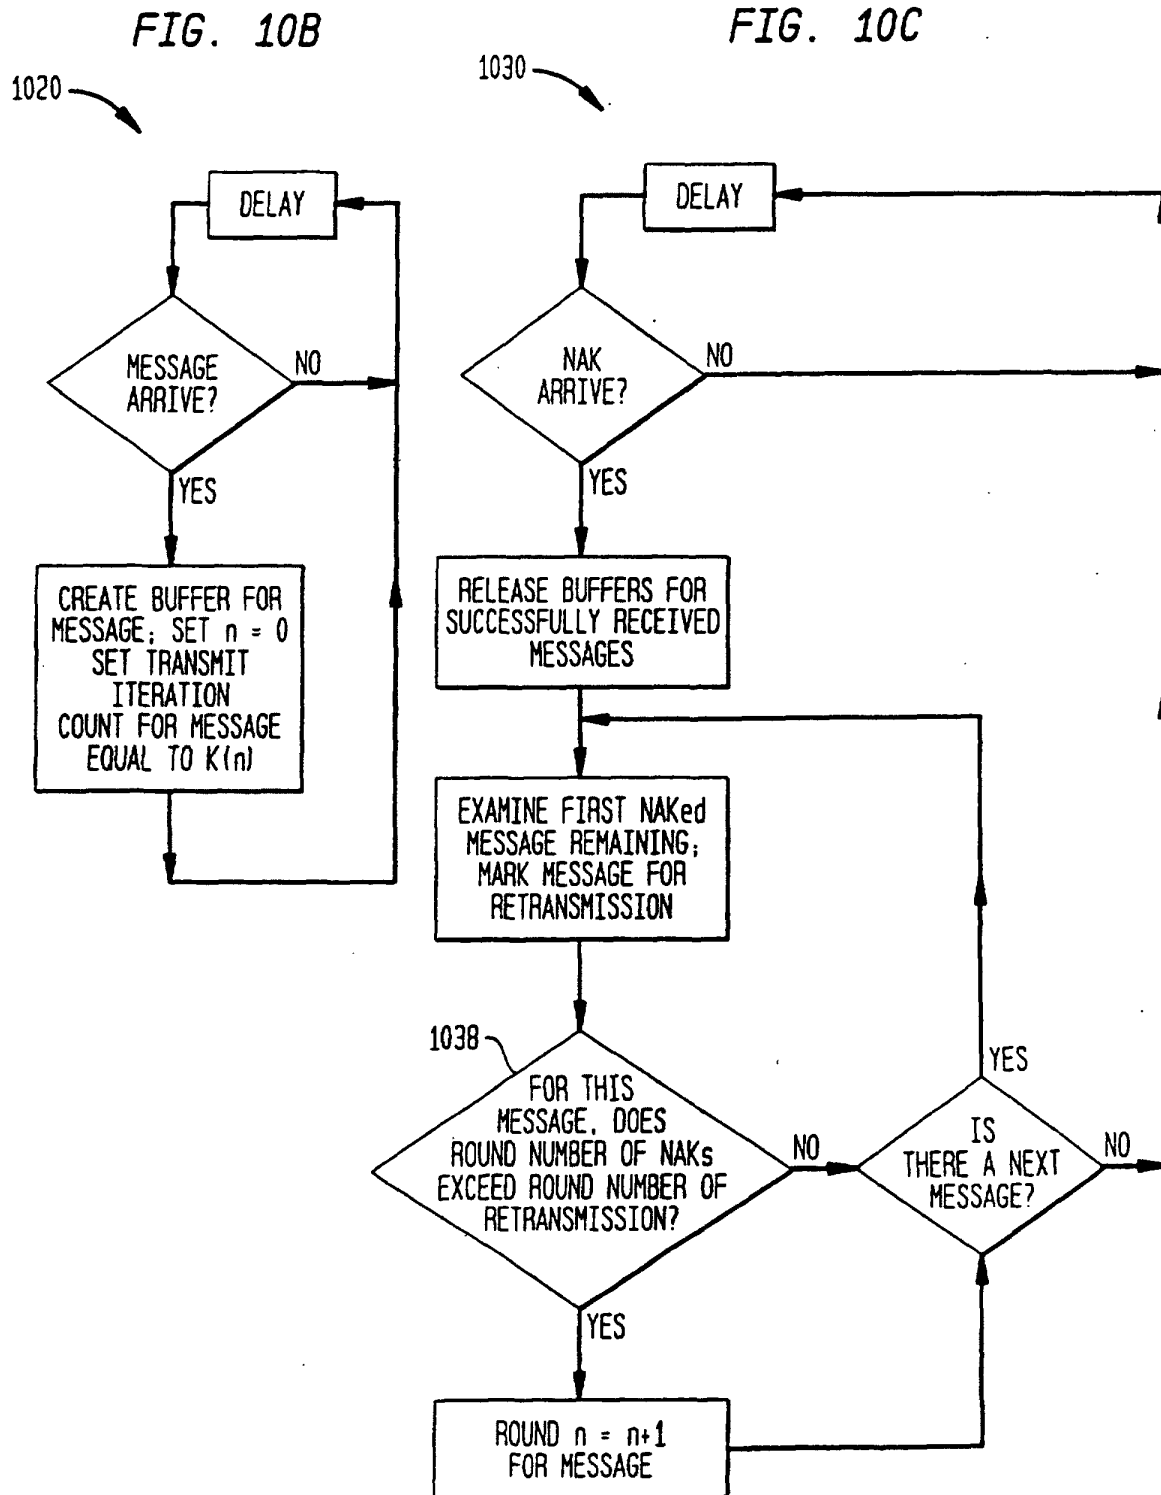 FIG. 10B
1020
DELAY
MESSAGE
ARRIVE?
NO
YES
CREATE BUFFER FOR
MESSAGE; SET n = 0
SET TRANSMIT
ITERATION
COUNT FOR MESSAGE
EQUAL TO K(n)
FIG. 10C
1030
DELAY
NAK
ARRIVE?
NO
YES
RELEASE BUFFERS FOR
SUCCESSFULLY RECEIVED
MESSAGES
EXAMINE FIRST NAKed
MESSAGE REMAINING;
MARK MESSAGE FOR
RETRANSMISSION
1038
FOR THIS
MESSAGE, DOES
ROUND NUMBER OF NAKs
EXCEED ROUND NUMBER OF
RETRANSMISSION?
NO
YES
IS
THERE A NEXT
MESSAGE?
YES
NO
ROUND n = n+1
FOR MESSAGE